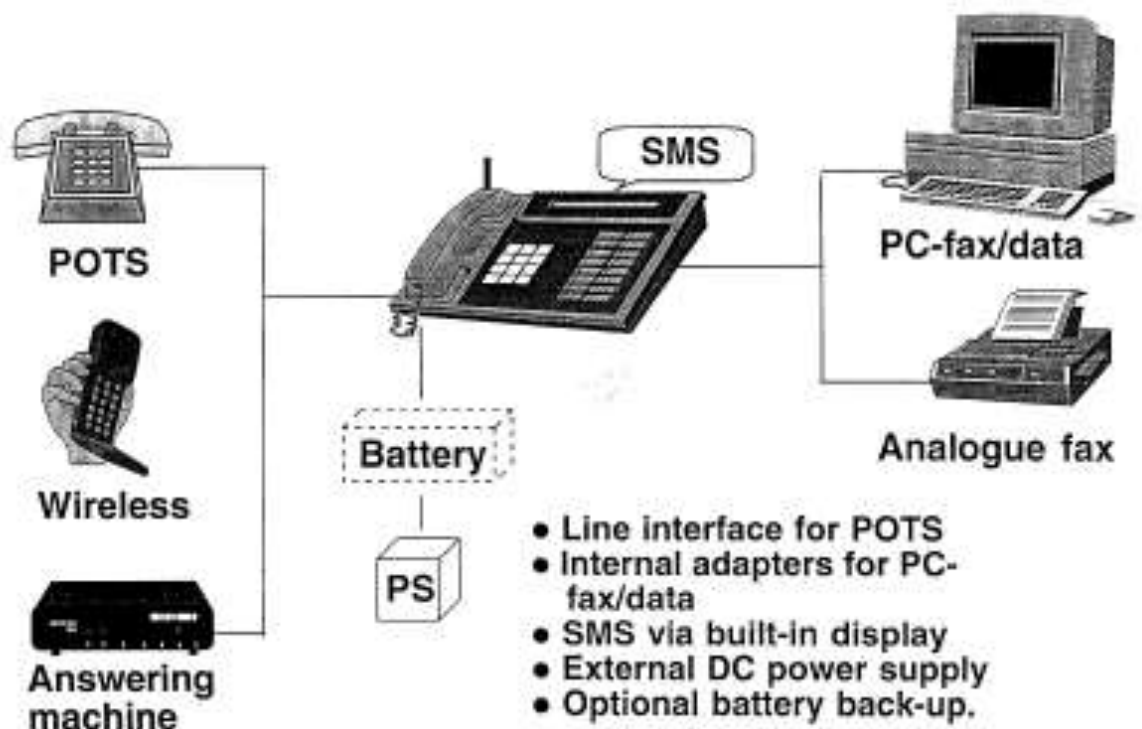 SMS
POTS
PC-fax/data
Wireless
Battery
Analogue fax
PS
Answering
machine
● Line interface for POTS
● Internal adapters for PC-
fax/data
● SMS via built-in display
● External DC power supply
● Optional battery back-up.